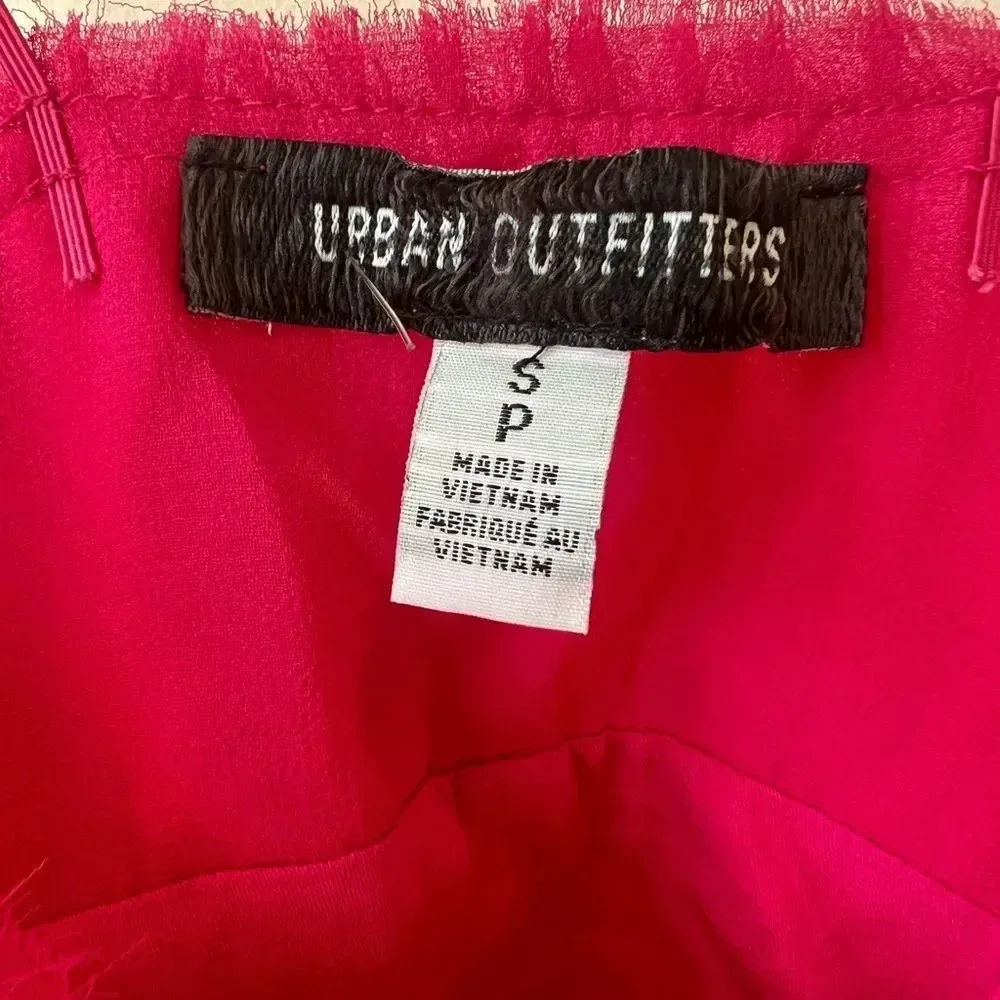 URBAN OUTFITTERS
S
P
MADE IN
VIETNAM
FABRIQUÉ AU
VIETNAM